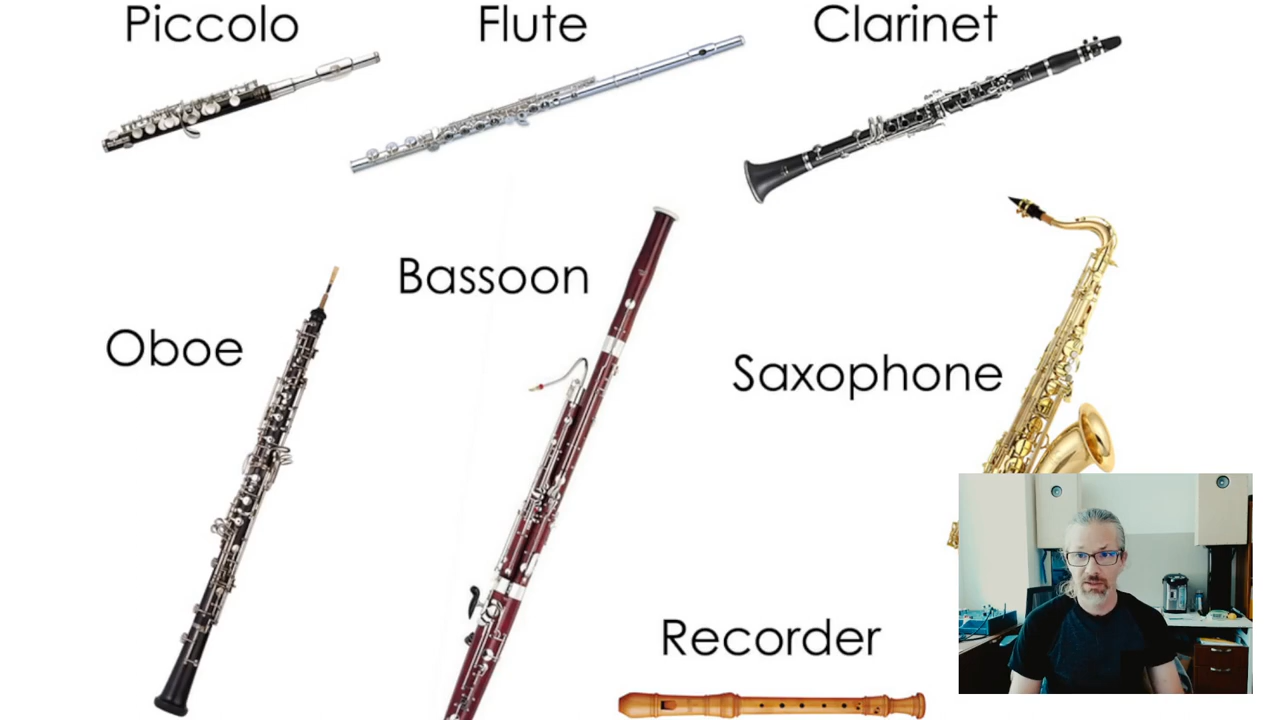 Piccolo
Flute
Clarinet
Bassoon
Oboe
Saxophone
Recorder